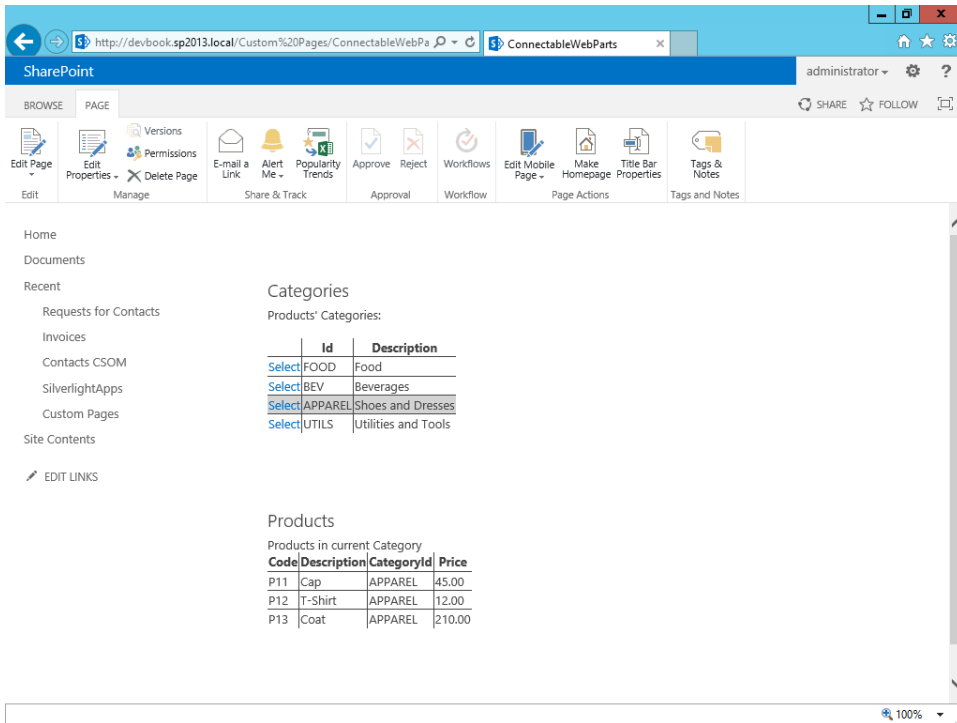 http://devbook.sp2013.local/Custom%20Pages/ConnectableWebPa
ConnectableWebParts
SharePoint
administrator
?
BROWSE PAGE
SHARE FOLLOW
Edit Page
Edit Properties
Versions
Permissions
Delete Page
E-mail a Link
Alert Me
Popularity Trends
Approve
Reject
Workflows
Edit Mobile Page
Make Homepage
Title Bar Properties
Tags & Notes
Edit
Manage
Share & Track
Approval
Workflow
Page Actions
Tags and Notes
Home
Documents
Recent
Requests for Contacts
Invoices
Contacts CSOM
SilverlightApps
Custom Pages
Site Contents
EDIT LINKS
Categories
Products' Categories:
Id Description
Select FOOD Food
Select BEV Beverages
Select APPAREL Shoes and Dresses
Select UTILS Utilities and Tools
Products
Products in current Category
Code Description CategoryId Price
P11 Cap APPAREL 45.00
P12 T-Shirt APPAREL 12.00
P13 Coat APPAREL 210.00
100%